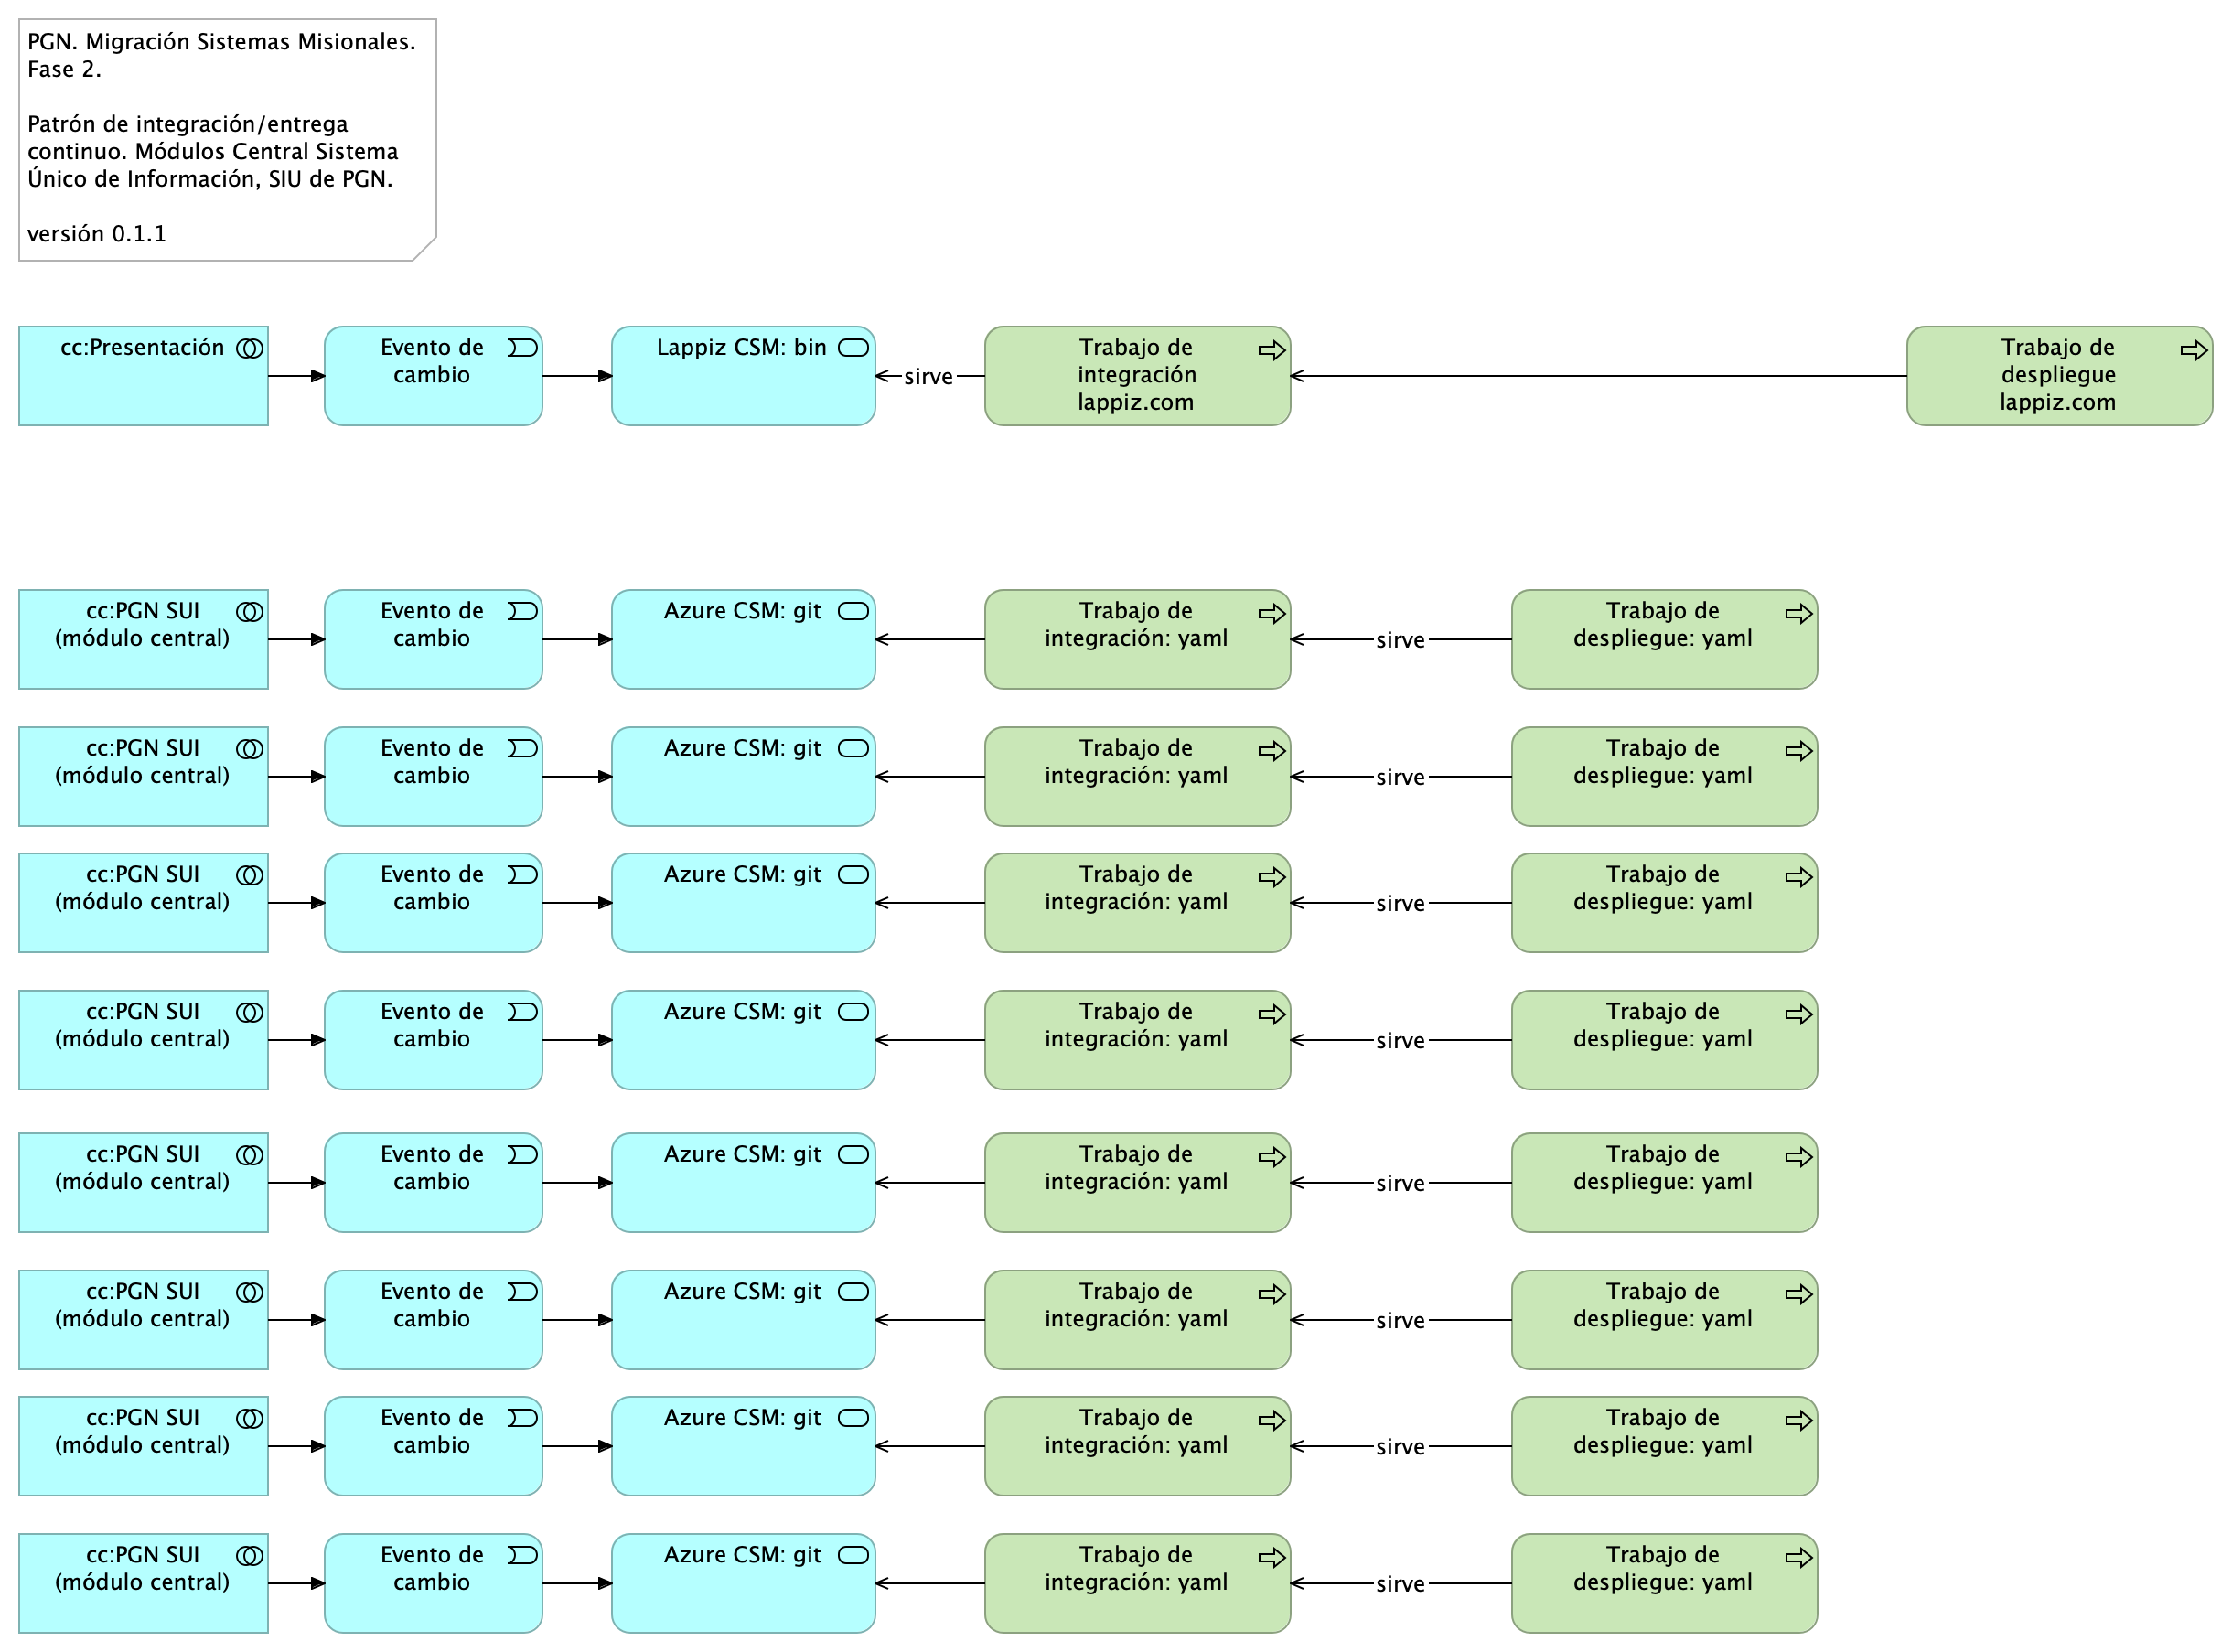 PGN. Migración Sistemas Misionales.
Fase 2.
Patrón de integración/entrega
continuo. Módulos Central Sistema
Único de Información, SIU de PGN.
versión 0.1.1
cc:Presentación
Evento de
cambio
Lappiz CSM: bin
sirve
Trabajo de
integración
lappiz.com
Trabajo de
despliegue
lappiz.com
cc:PGN SUI
(módulo central)
Evento de
cambio
Azure CSM: git
Trabajo de
integración: yaml
sirve
Trabajo de
despliegue: yaml
cc:PGN SUI
(módulo central)
Evento de
cambio
Azure CSM: git
Trabajo de
integración: yaml
sirve
Trabajo de
despliegue: yaml
cc:PGN SUI
(módulo central)
Evento de
cambio
Azure CSM: git
Trabajo de
integración: yaml
sirve
Trabajo de
despliegue: yaml
cc:PGN SUI
(módulo central)
Evento de
cambio
Azure CSM: git
Trabajo de
integración: yaml
sirve
Trabajo de
despliegue: yaml
cc:PGN SUI
(módulo central)
Evento de
cambio
Azure CSM: git
Trabajo de
integración: yaml
sirve
Trabajo de
despliegue: yaml
cc:PGN SUI
(módulo central)
Evento de
cambio
Azure CSM: git
Trabajo de
integración: yaml
sirve
Trabajo de
despliegue: yaml
cc:PGN SUI
(módulo central)
Evento de
cambio
Azure CSM: git
Trabajo de
integración: yaml
sirve
Trabajo de
despliegue: yaml
cc:PGN SUI
(módulo central)
Evento de
cambio
Azure CSM: git
Trabajo de
integración: yaml
sirve
Trabajo de
despliegue: yaml